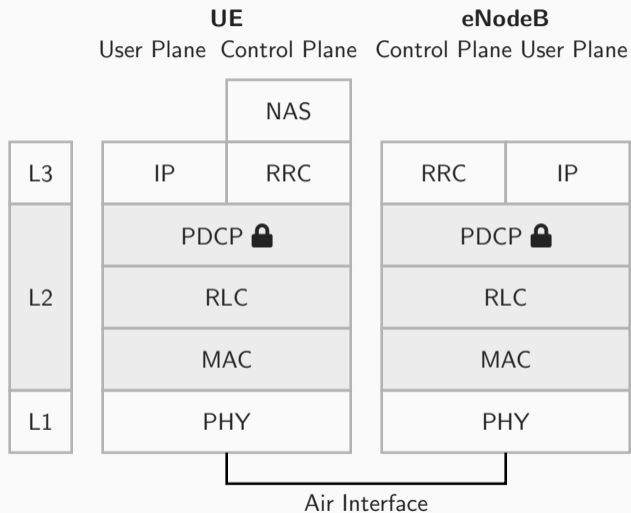 UE eNodeB
User Plane Control Plane Control Plane User Plane
NAS
L3 IP RRC RRC IP
PDCP PDCP
L2 RLC RLC
MAC MAC
L1 PHY PHY
Air Interface